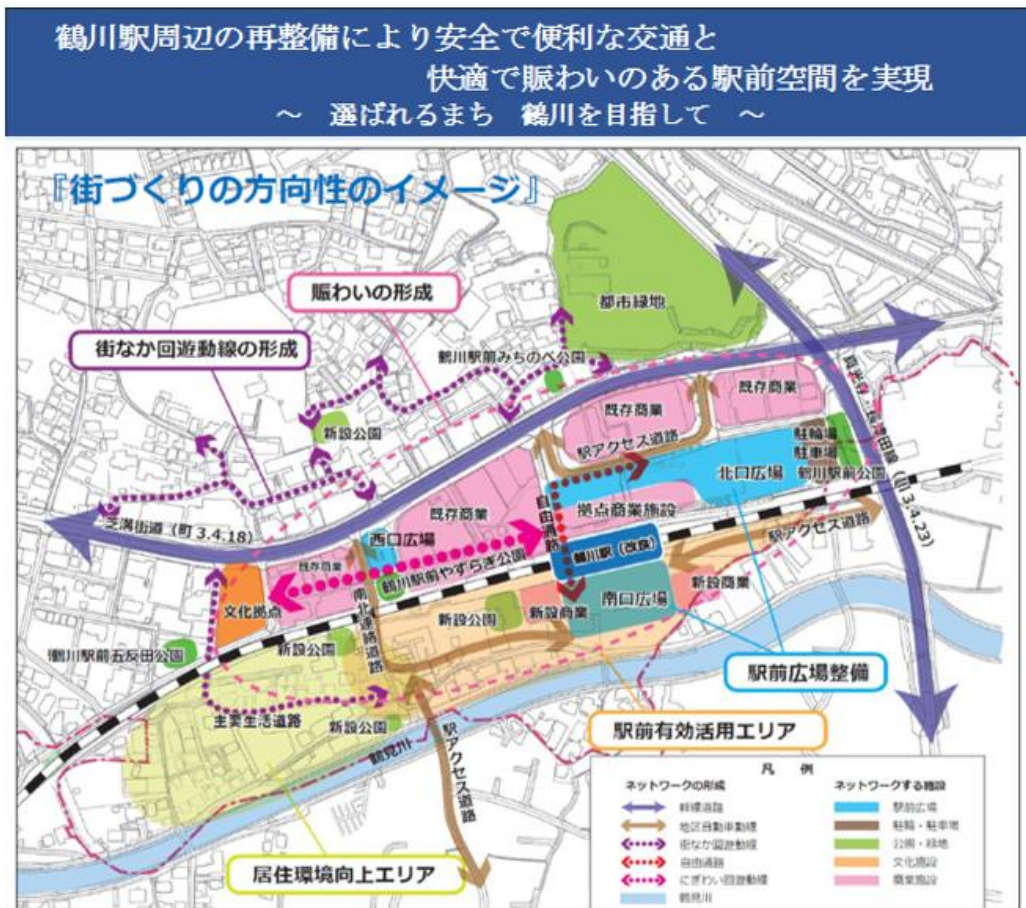 鶴川駅周辺の再整備により安全で便利な交通と
快適で賑わいのある駅前空間を実現
～ 選ばれるまち 鶴川を目指して ～
『街づくりの方向性のイメージ』
賑わいの形成
都市緑地
街なか回遊動線の形成
鶴川駅前みちのべ公園
既存商業
既存商業
新設公園
駅アクセス道路
駐輪場
駐車場
北口広場
鶴川駅前公園
自由通路
拠点商業施設
既存商業
芝溝街道（町 3.4.18）
西口広場
鶴川駅（改良）
駅アクセス道路
既存商業
鶴川駅前やすらぎ公園
文化拠点
南北連絡道路
新設公園
新設商業
南口広場
新設商業
鶴川駅前五反田公園
新設公園
駅前広場整備
主要生活道路
新設公園
鶴見川
駅アクセス道路
駅前有効活用エリア
居住環境向上エリア
凡 例
ネットワークの形成
ネットワークする施設
幹線道路
駅前広場
地区自動車動線
駐輪・駐車場
街なか回遊動線
公園・緑地
自由通路
文化施設
にぎわい回遊動線
商業施設
鶴見川